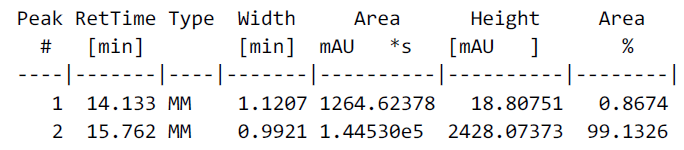 Peak RetTime Type  Width     Area      Height     Area
  #   [min]        [min]  mAU   *s   [mAU   ]      %
----|-------|----|-------|----------|----------|--------|
   1  14.133 MM    1.1207 1264.62378   18.80751   0.8674
   2  15.762 MM    0.9921 1.44530e5  2428.07373  99.1326